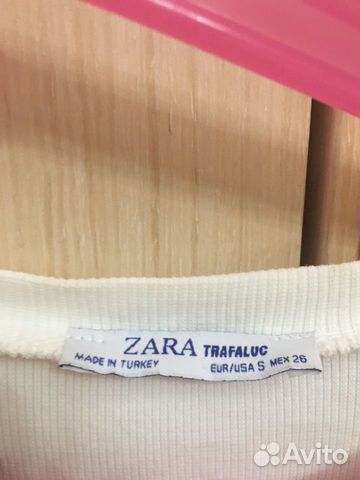 ZARA TRAFALUC
MADE IN TURKEY
EUR/USA S MEX 26
Avito